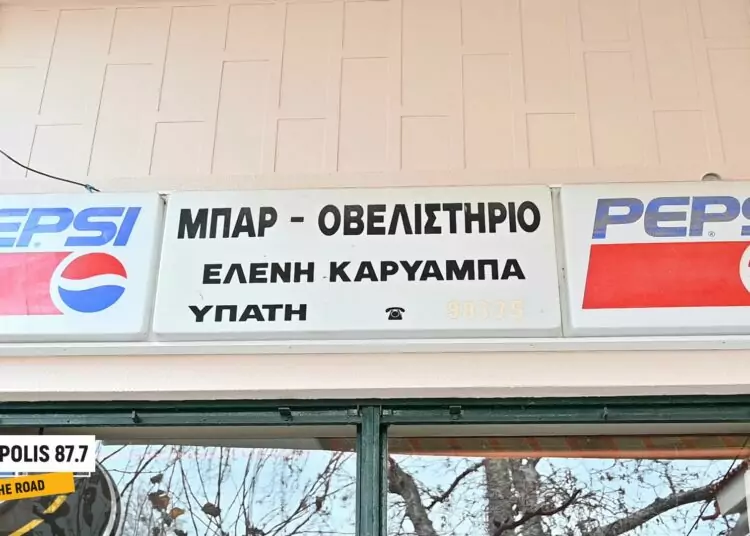 PEPSI
ΜΠΑΡ - ΟΒΕΛΙΣΤΗΡΙΟ
ΕΛΕΝΗ ΚΑΡΥΑΜΠΑ
ΥΠΑΤΗ ☎
PEPS
POLIS 87.7
HE ROAD